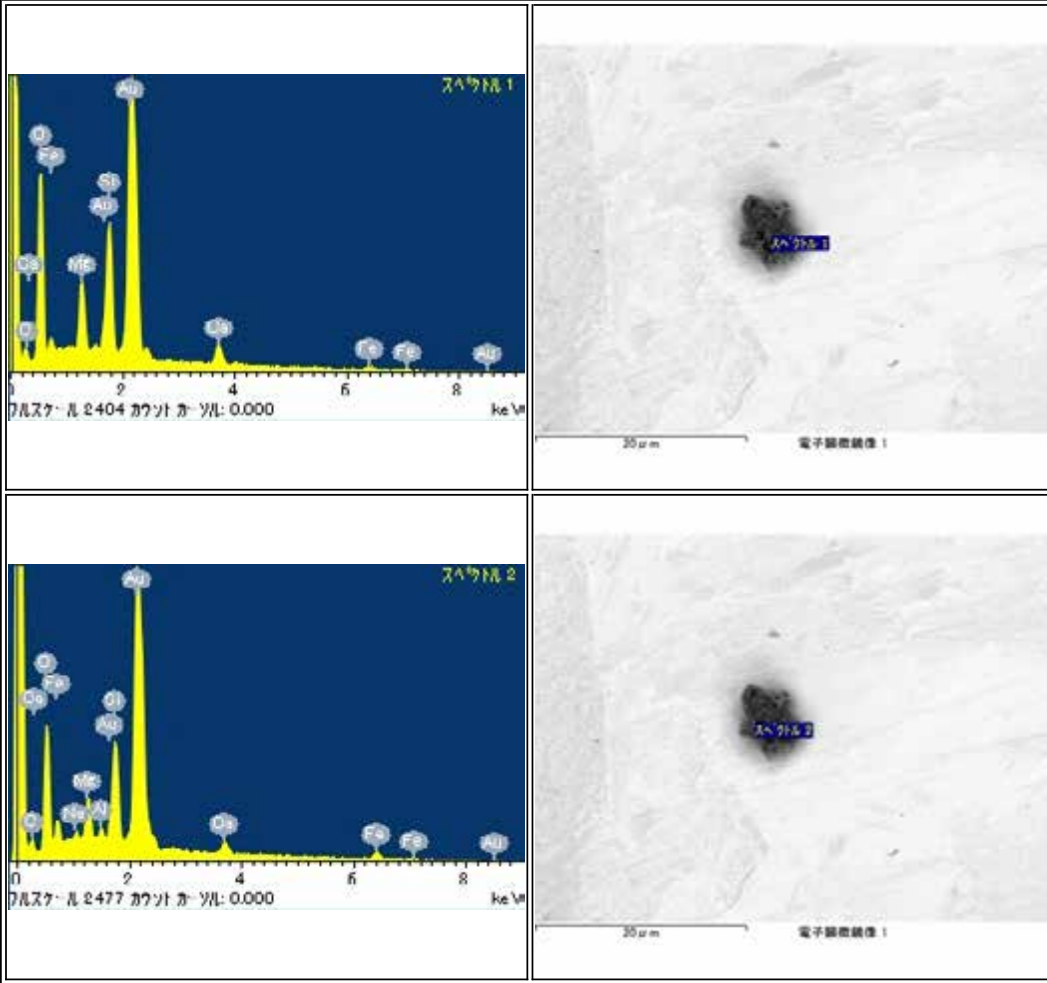 スペクトル 1
Au
O
Fe
Si
Au
Ca
Mg
C
Ca
Fe
Fe
Au
0 2 4 6 8
フルスケール 2404 カウント カーソル: 0.000 keV
スペクトル 1
20μm 電子顕微鏡像 1
スペクトル 2
Au
O
Fe
Ca
Si
Au
Mg
Na
Al
C
Ca
Fe
Fe
Au
0 2 4 6 8
フルスケール 2477 カウント カーソル: 0.000 keV
スペクトル 2
20μm 電子顕微鏡像 1